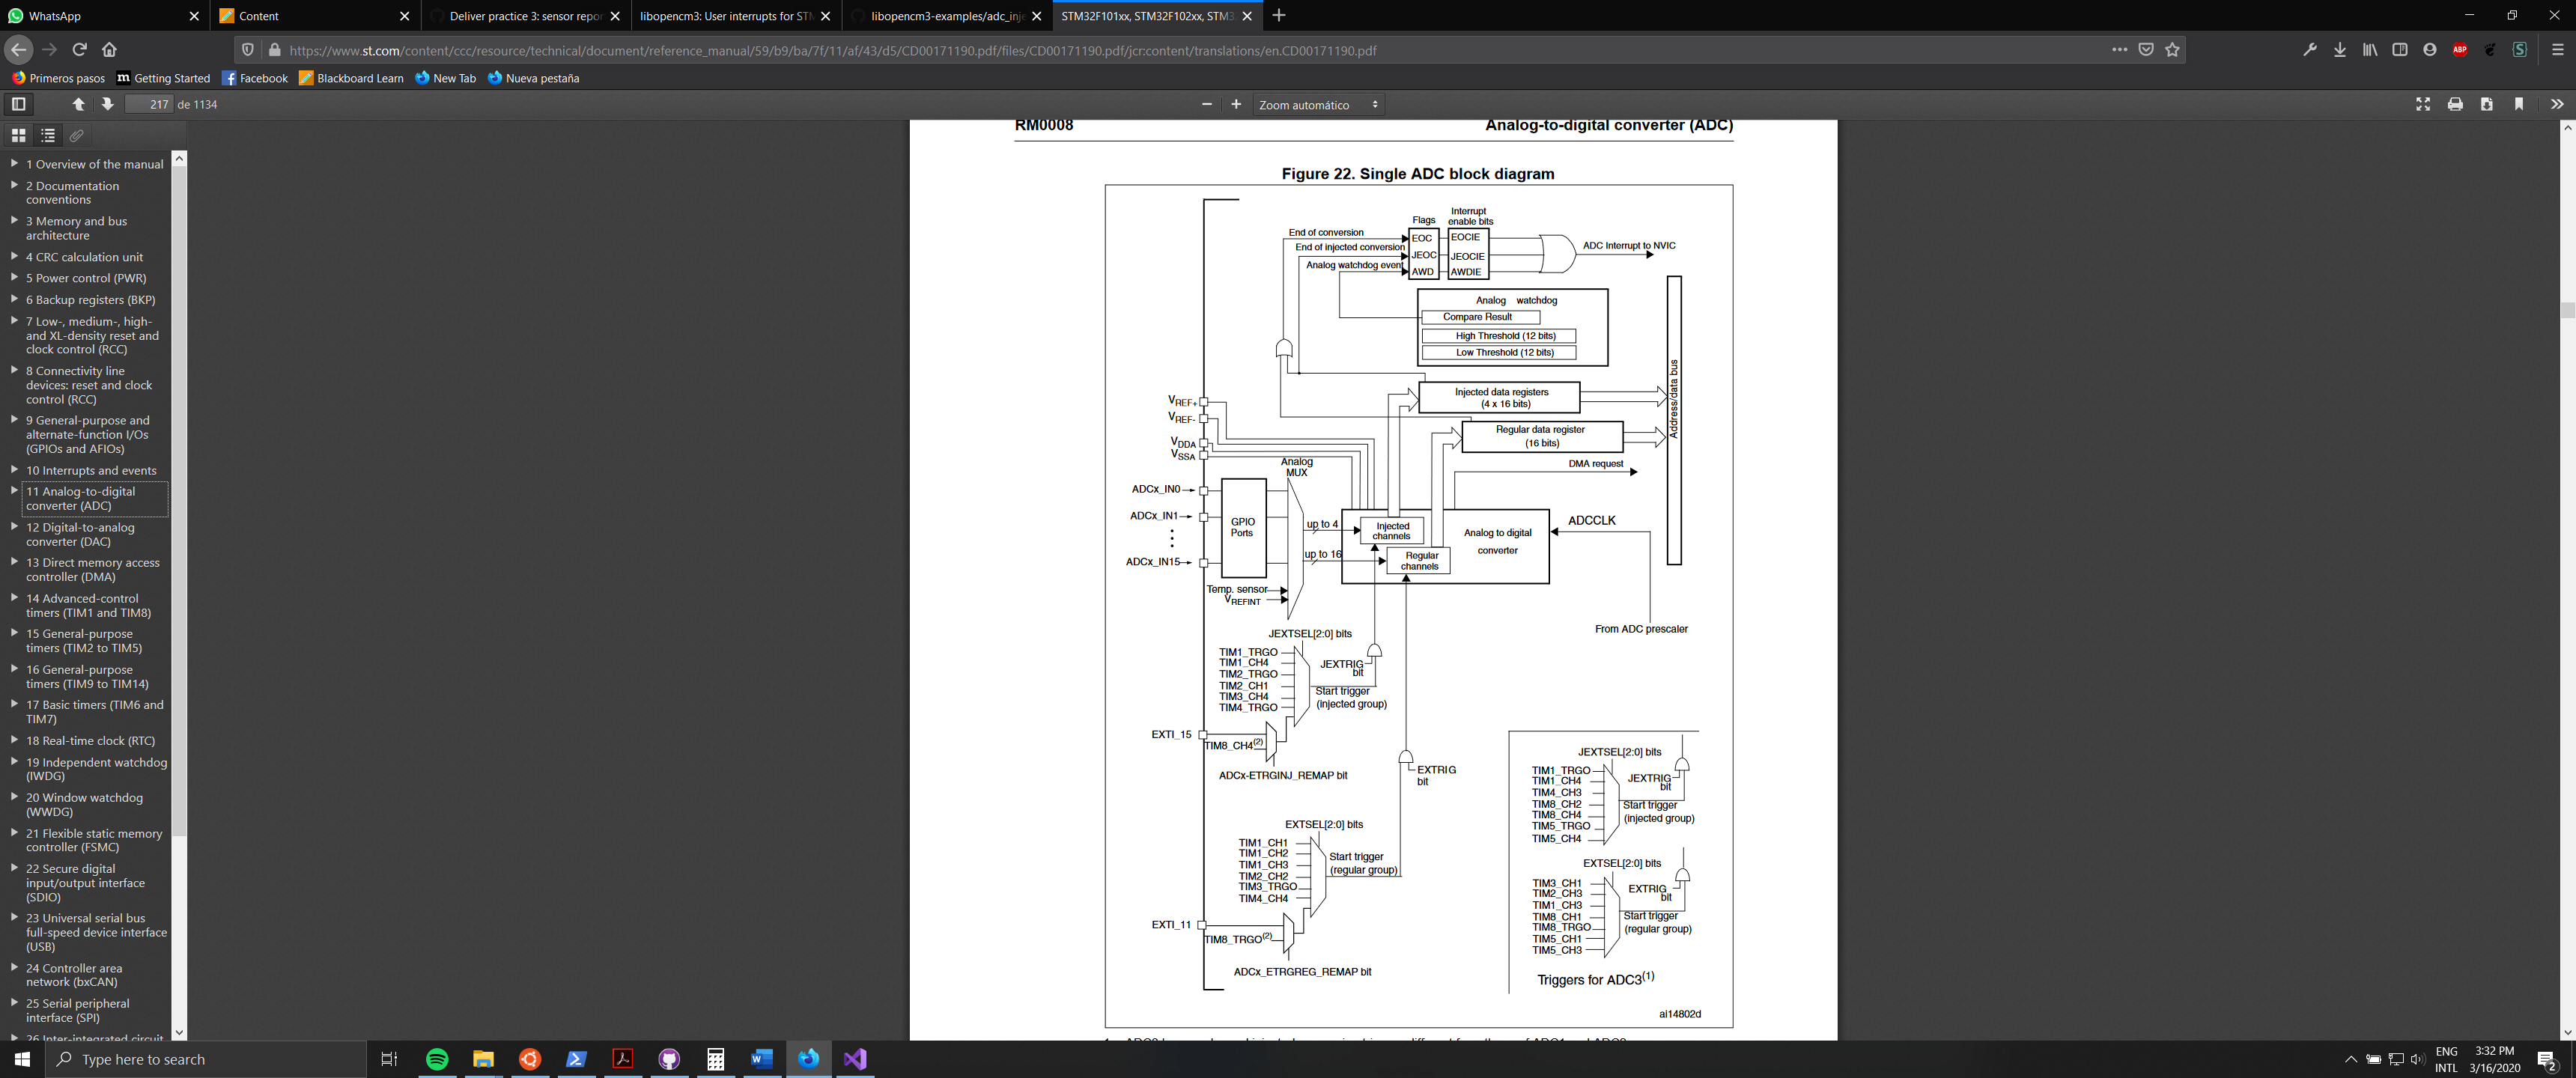 WhatsApp
Content
Deliver practice 3: sensor repor
libopencm3: User interrupts for STM
libopencm3-examples/adc_inje
STM32F101xx, STM32F102xx, STM3
https://www.st.com/content/ccc/resource/technical/document/reference_manual/59/b9/ba/7f/11/af/43/d5/CD00171190.pdf/files/CD00171190.pdf/jcr:content/translations/en.CD00171190.pdf
ABP
Primeros pasos
m Getting Started
Facebook
Blackboard Learn
New Tab
Nueva pestaña
217 de 1134
Zoom automático
1 Overview of the manual
2 Documentation
conventions
3 Memory and bus
architecture
4 CRC calculation unit
5 Power control (PWR)
6 Backup registers (BKP)
7 Low-, medium-, high-
and XL-density reset and
clock control (RCC)
8 Connectivity line
devices: reset and clock
control (RCC)
9 General-purpose and
alternate-function I/Os
(GPIOs and AFIOs)
10 Interrupts and events
11 Analog-to-digital
converter (ADC)
12 Digital-to-analog
converter (DAC)
13 Direct memory access
controller (DMA)
14 Advanced-control
timers (TIM1 and TIM8)
15 General-purpose
timers (TIM2 to TIM5)
16 General-purpose
timers (TIM9 to TIM14)
17 Basic timers (TIM6 and
TIM7)
18 Real-time clock (RTC)
19 Independent watchdog
(IWDG)
20 Window watchdog
(WWDG)
21 Flexible static memory
controller (FSMC)
22 Secure digital
input/output interface
(SDIO)
23 Universal serial bus
full-speed device interface
(USB)
24 Controller area
network (bxCAN)
25 Serial peripheral
interface (SPI)
26 Inter-integrated circuit
RM0008
Analog-to-digital converter (ADC)
Figure 22. Single ADC block diagram
Flags
Interrupt
enable bits
End of conversion
End of injected conversion
Analog watchdog event
EOC
JEOC
AWD
EOCIE
JEOCIE
AWDIE
ADC Interrupt to NVIC
Analog watchdog
Compare Result
High Threshold (12 bits)
Low Threshold (12 bits)
Address/data bus
Injected data registers
(4 x 16 bits)
Regular data register
(16 bits)
DMA request
VREF+
VREF-
VDDA
VSSA
Analog
MUX
ADCx_IN0
ADCx_IN1
ADCx_IN15
GPIO
Ports
up to 4
up to 16
Injected
channels
Regular
channels
Analog to digital
converter
ADCCLK
Temp. sensor
VREFINT
From ADC prescaler
JEXTSEL[2:0] bits
TIM1_TRGO
TIM1_CH4
TIM2_TRGO
TIM2_CH1
TIM3_CH4
TIM4_TRGO
JEXTRIG
bit
Start trigger
(injected group)
EXTI_15
TIM8_CH4(2)
ADCx-ETRGINJ_REMAP bit
EXTRIG
bit
EXTSEL[2:0] bits
TIM1_CH1
TIM1_CH2
TIM1_CH3
TIM2_CH2
TIM3_TRGO
TIM4_CH4
Start trigger
(regular group)
EXTI_11
TIM8_TRGO(2)
ADCx_ETRGREG_REMAP bit
JEXTSEL[2:0] bits
TIM1_TRGO
TIM1_CH4
TIM4_CH3
TIM8_CH2
TIM8_CH4
TIM5_TRGO
TIM5_CH4
JEXTRIG
bit
Start trigger
(injected group)
EXTSEL[2:0] bits
TIM3_CH1
TIM2_CH3
TIM1_CH3
TIM8_CH1
TIM8_TRGO
TIM5_CH1
TIM5_CH3
EXTRIG
bit
Start trigger
(regular group)
Triggers for ADC3(1)
ai14802d
Type here to search
ENG
INTL
3:32 PM
3/16/2020
2